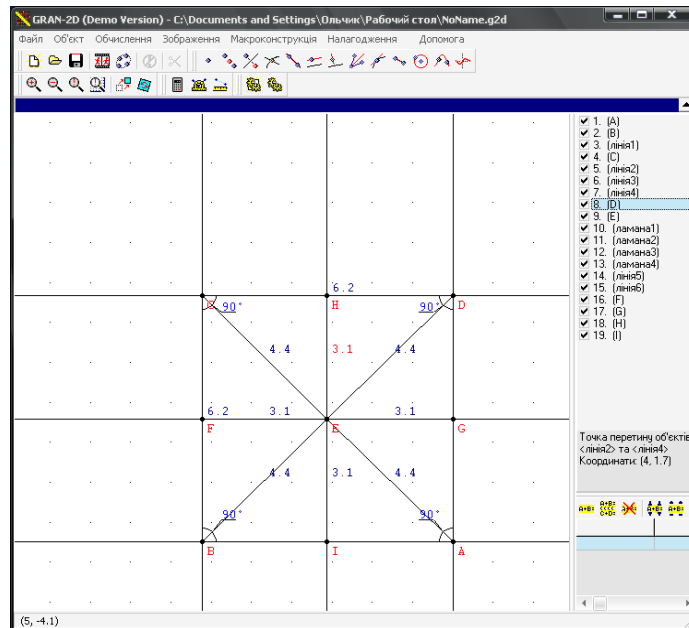 GRAN-2D (Demo Version) - C:\Documents and Settings\Ольчик\Рабочий стол\NoName.g2d
Файл Об'єкт Обчислення Зображення Макроконструкція Налагодження Допомога
1. (A)
2. (B)
3. (лінія1)
4. (C)
5. (лінія2)
6. (лінія3)
7. (лінія4)
8. (D)
9. (E)
10. (ламана1)
11. (ламана2)
12. (ламана3)
13. (ламана4)
14. (лінія5)
15. (лінія6)
16. (F)
17. (G)
18. (H)
19. (I)
6.2
C 90° H 90° D
4.4 3.1 4.4
6.2 3.1 3.1
F E G
4.4 3.1 4.4
90° 90°
B I A
Точка перетину об'єктів
<лінія2> та <лінія4>
Координати: (4, 1.7)
(5, -4.1)